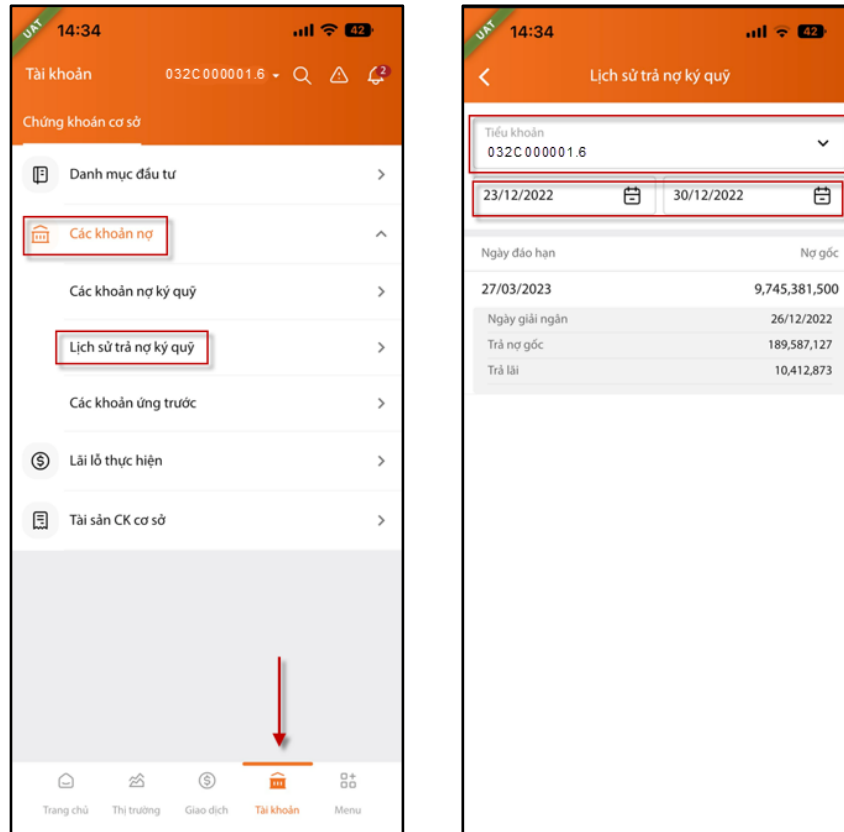 UAT
14:34
42
Tài khoản
032C000001.6
2
Chứng khoán cơ sở
Danh mục đầu tư
Các khoản nợ
Các khoản nợ ký quỹ
Lịch sử trả nợ ký quỹ
Các khoản ứng trước
Lãi lỗ thực hiện
Tài sản CK cơ sở
Trang chủ
Thị trường
Giao dịch
Tài khoản
Menu
UAT
14:34
42
Lịch sử trả nợ ký quỹ
Tiểu khoản
032C000001.6
23/12/2022
30/12/2022
Ngày đáo hạn Nợ gốc
27/03/2023 9,745,381,500
Ngày giải ngân 26/12/2022
Trả nợ gốc 189,587,127
Trả lãi 10,412,873